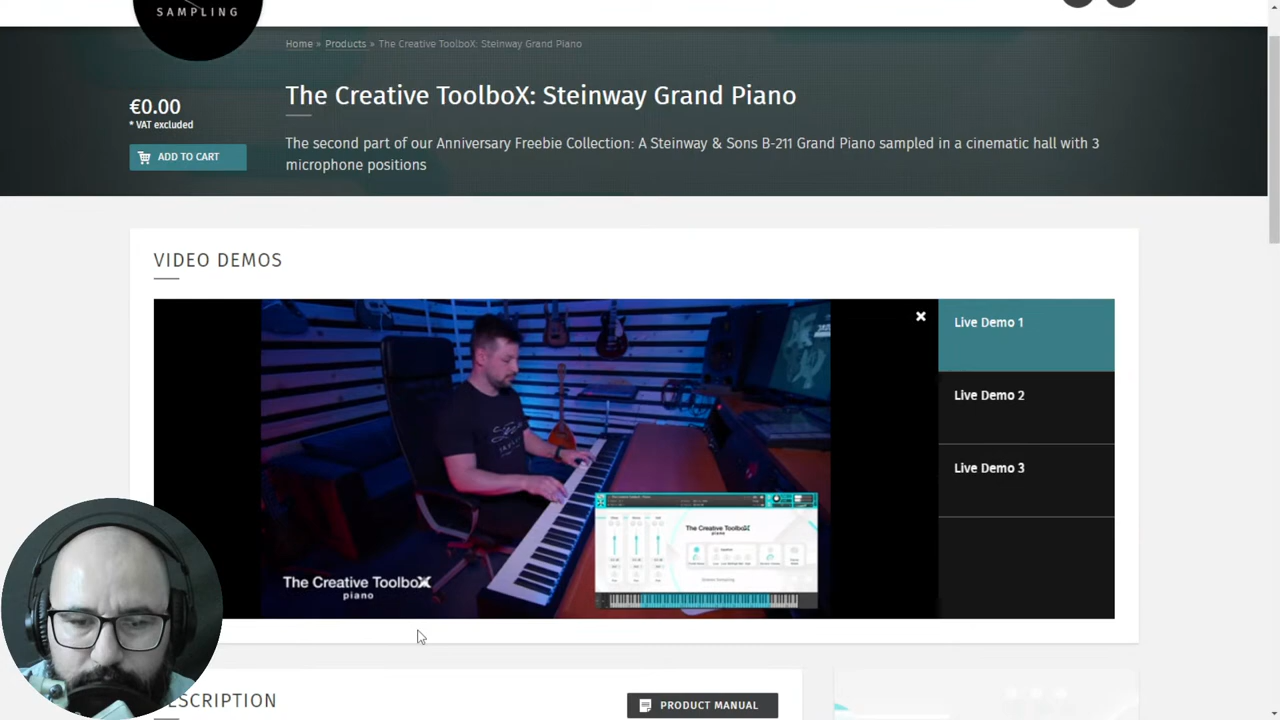 SAMPLING
Home » Products » The Creative ToolboX: Steinway Grand Piano
€0.00
* VAT excluded
ADD TO CART
The Creative ToolboX: Steinway Grand Piano
The second part of our Anniversary Freebie Collection: A Steinway & Sons B-211 Grand Piano sampled in a cinematic hall with 3
microphone positions
VIDEO DEMOS
Live Demo 1
Live Demo 2
Live Demo 3
The Creative ToolboX
piano
The Creative ToolboX
piano
ESCRIPTION
PRODUCT MANUAL